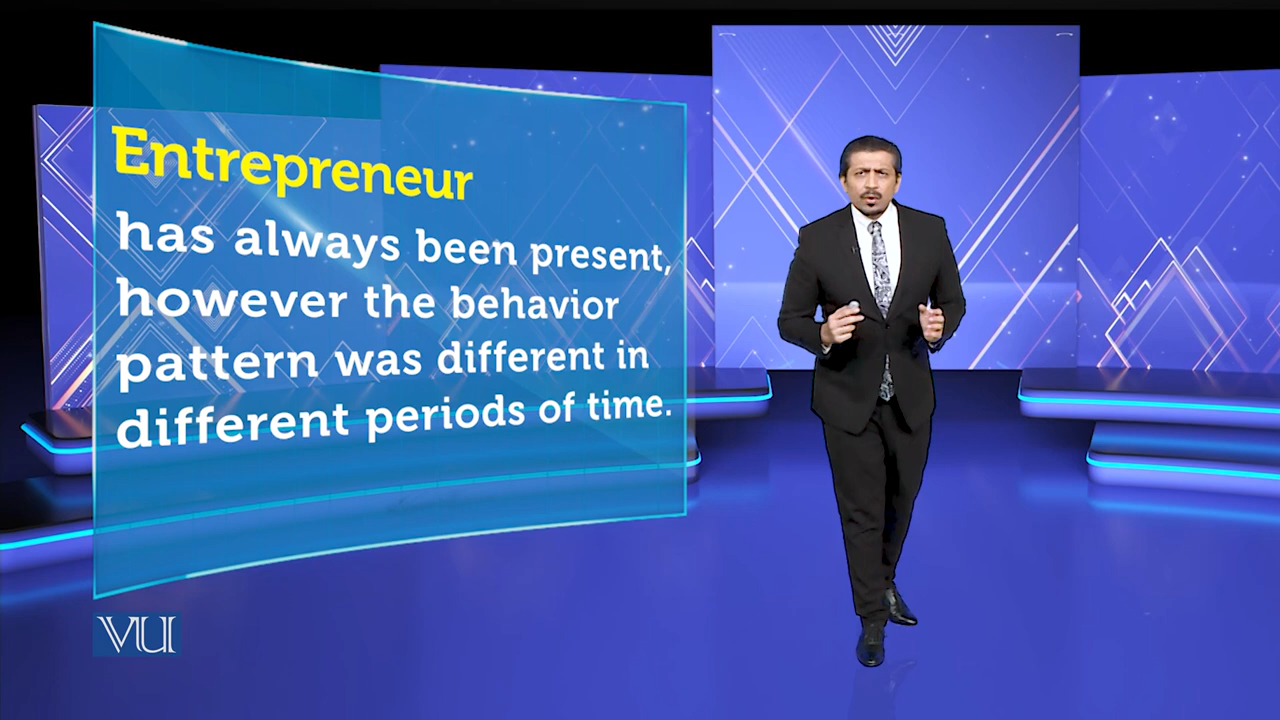 Entrepreneur
has always been present,
however the behavior
pattern was different in
different periods of time.
VU